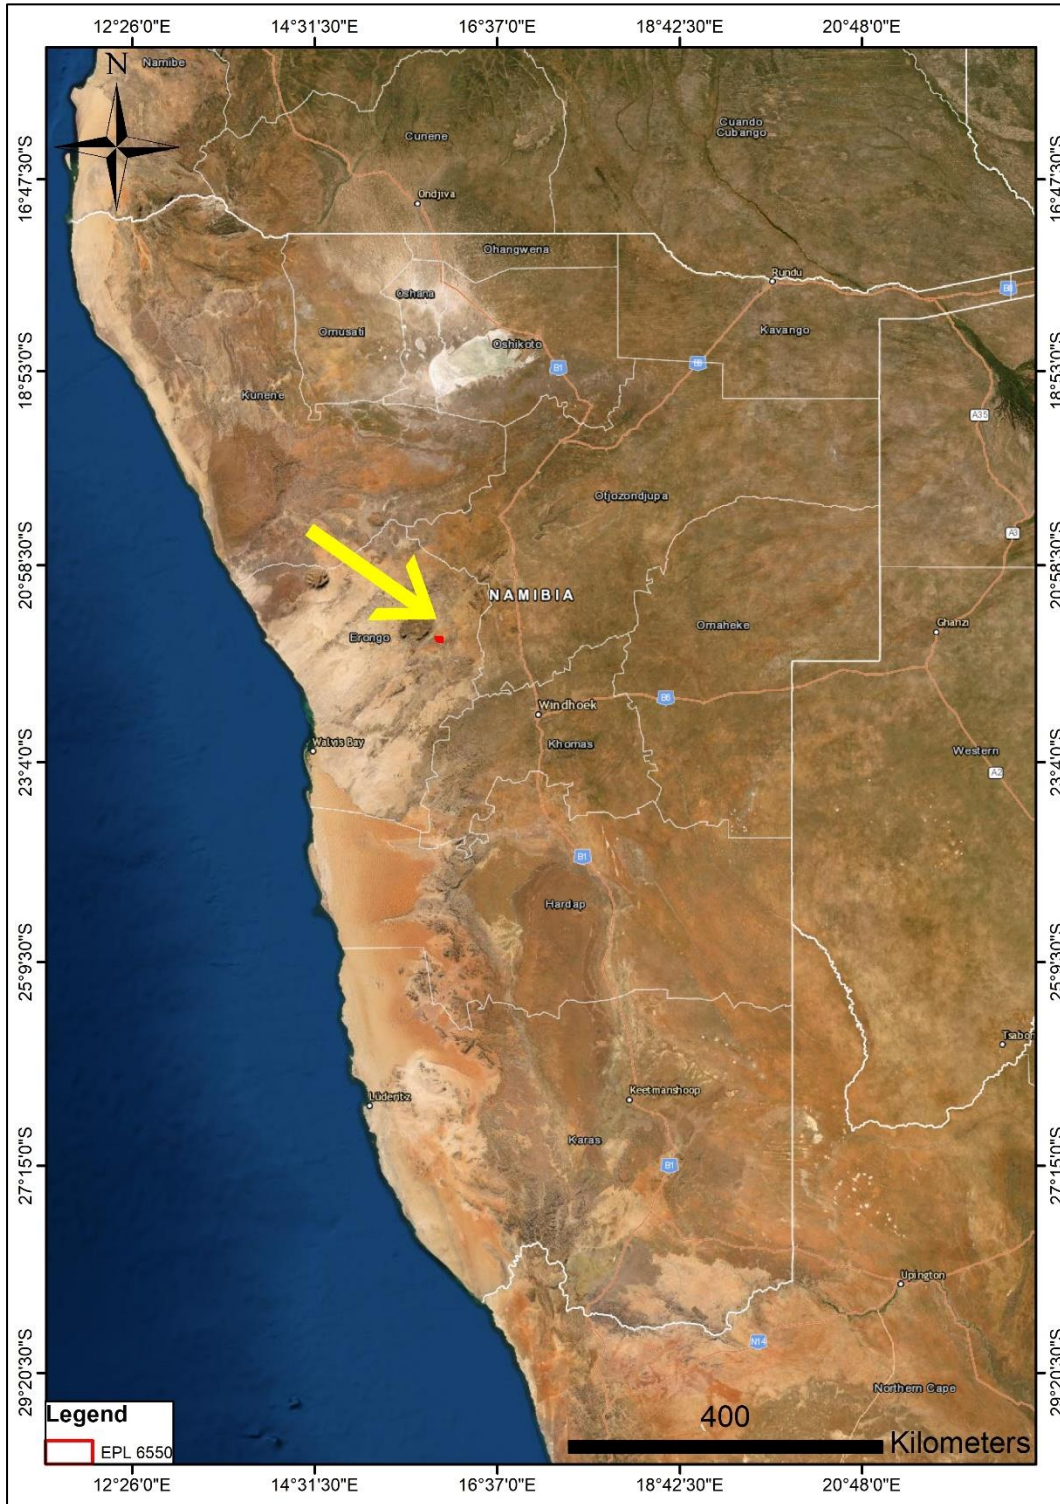 12°26'0"E 14°31'30"E 16°37'0"E 18°42'30"E 20°48'0"E
N
Namibe
Cuando
Cubango
Cunene
16°47'30"S 16°47'30"S
Ondjiva
Ohangwena
Rundu
B8
Oshana
Omusati
Kavango
Oshikoto
B1
B8
18°53'0"S 18°53'0"S
Kunene
A35
Otjozondjupa
A3
20°58'30"S 20°58'30"S
NAMIBIA
Ghanzi
Omaheke
Erongo
B6
Windhoek
Walvis Bay
Khomas
Western
23°4'0"S 23°4'0"S
A2
B1
Hardap
25°9'30"S 25°9'30"S
Tsabon
Keetmanshoop
Lüderitz
Karas
27°15'0"S 27°15'0"S
B1
Upington
N14
29°20'30"S 29°20'30"S
Northern Cape
Legend
EPL 6550
400
Kilometers
12°26'0"E 14°31'30"E 16°37'0"E 18°42'30"E 20°48'0"E